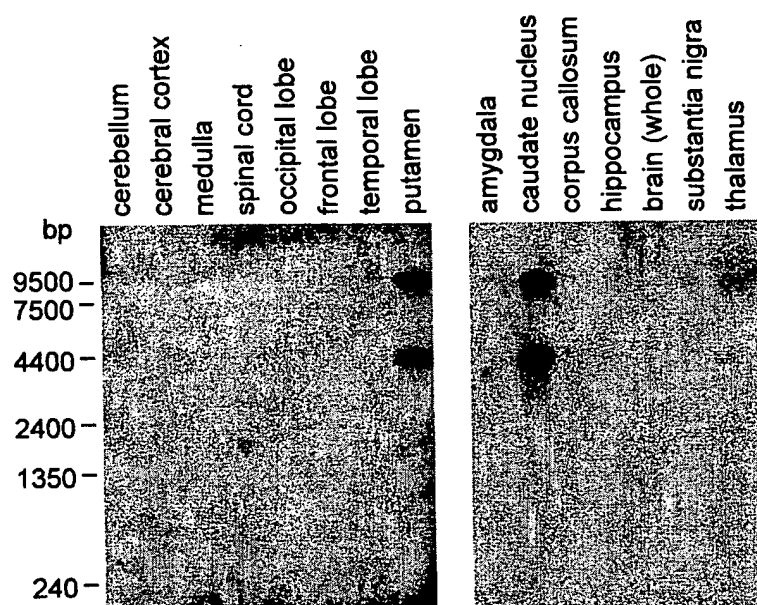 cerebellum
cerebral cortex
medulla
spinal cord
occipital lobe
frontal lobe
temporal lobe
putamen
amygdala
caudate nucleus
corpus callosum
hippocampus
brain (whole)
substantia nigra
thalamus
bp
9500
7500
4400
2400
1350
240